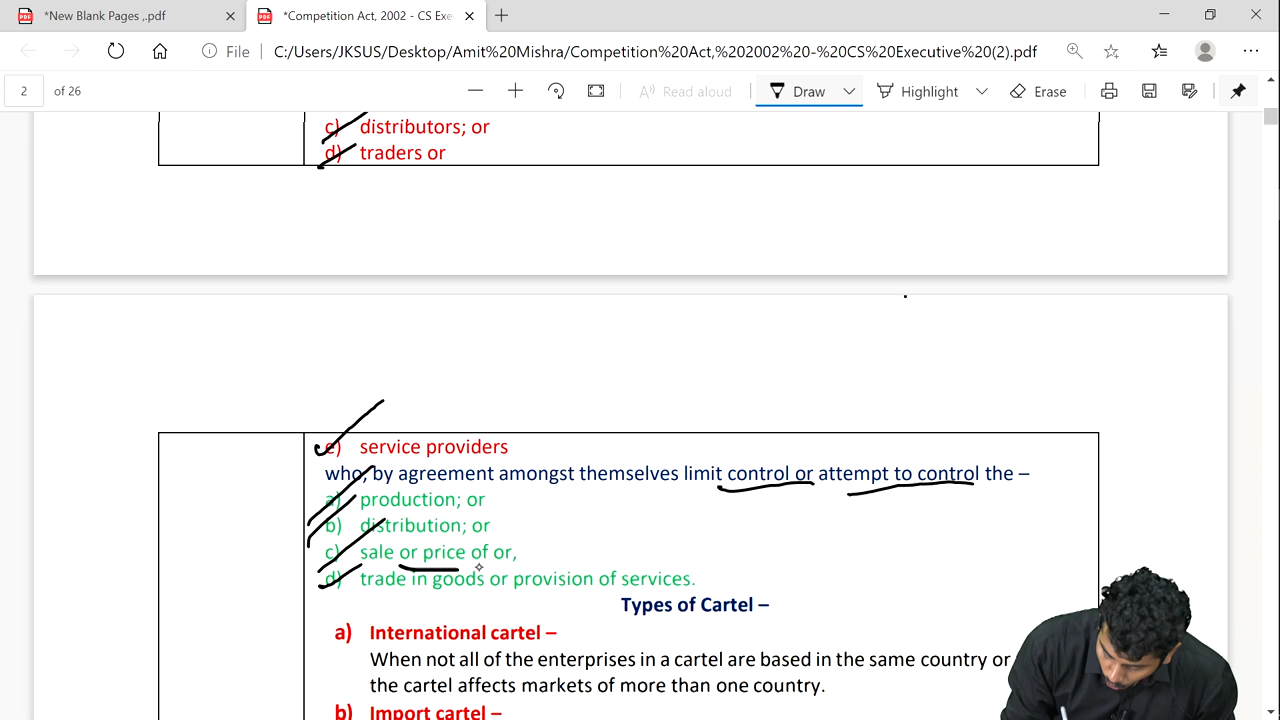 *New Blank Pages ,.pdf
*Competition Act, 2002 - CS Exe
File
C:/Users/JKSUS/Desktop/Amit%20Mishra/Competition%20Act,%202002%20-%20CS%20Executive%20(2).pdf
2 of 26
Read aloud
Draw
Highlight
Erase
c) distributors; or
d) traders or
e) service providers
who, by agreement amongst themselves limit control or attempt to control the –
a) production; or
b) distribution; or
c) sale or price of or,
d) trade in goods or provision of services.
Types of Cartel –
a) International cartel –
When not all of the enterprises in a cartel are based in the same country or
the cartel affects markets of more than one country.
b) Import cartel –